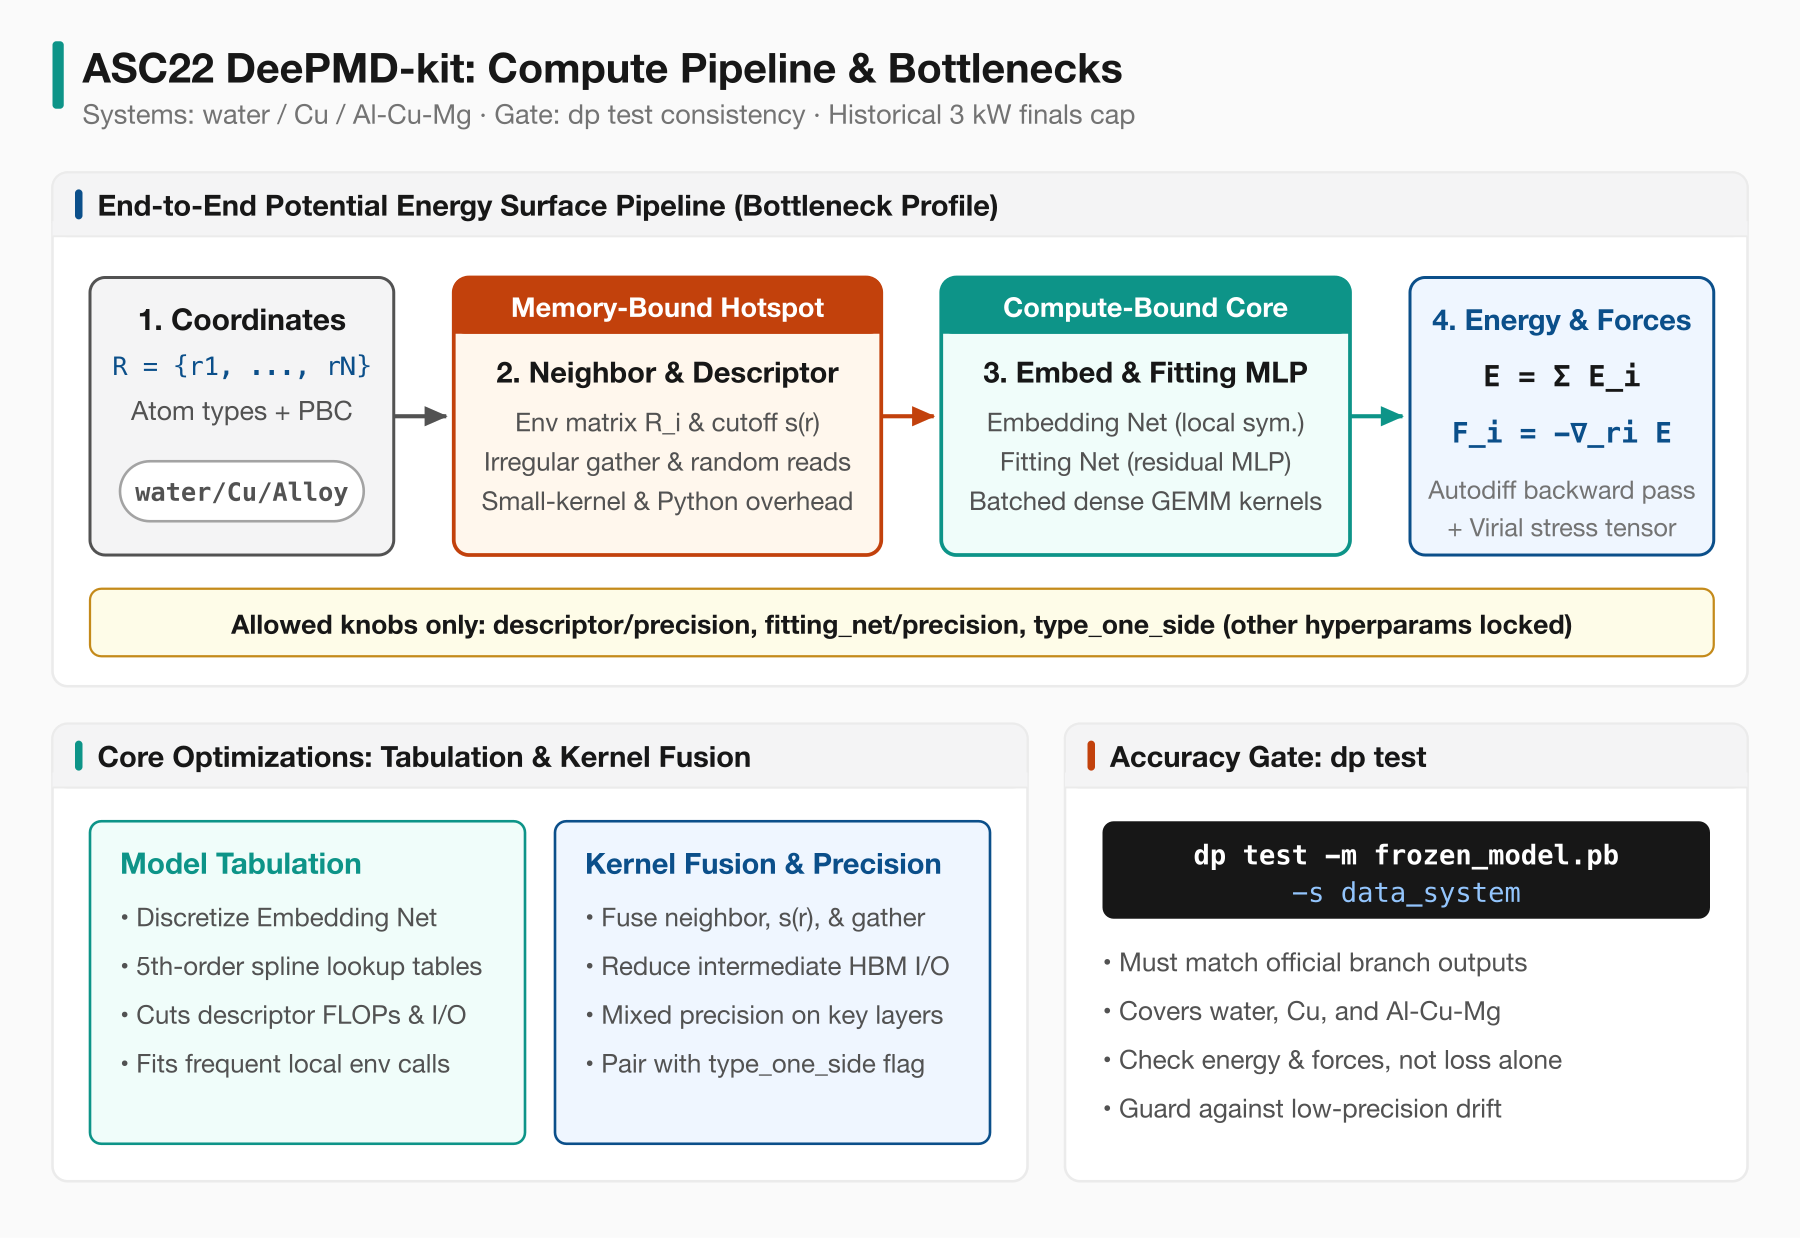 ASC22 DeePMD-kit: Compute Pipeline & Bottlenecks
Systems: water / Cu / Al-Cu-Mg · Gate: dp test consistency · Historical 3 kW finals cap
End-to-End Potential Energy Surface Pipeline (Bottleneck Profile)
1. Coordinates
R = {r1, ..., rN}
Atom types + PBC
water/Cu/Alloy
Memory-Bound Hotspot
2. Neighbor & Descriptor
Env matrix R_i & cutoff s(r)
Irregular gather & random reads
Small-kernel & Python overhead
Compute-Bound Core
3. Embed & Fitting MLP
Embedding Net (local sym.)
Fitting Net (residual MLP)
Batched dense GEMM kernels
4. Energy & Forces
E = Σ E_i
F_i = −∇_ri E
Autodiff backward pass
+ Virial stress tensor
Allowed knobs only: descriptor/precision, fitting_net/precision, type_one_side (other hyperparams locked)
Core Optimizations: Tabulation & Kernel Fusion
Model Tabulation
• Discretize Embedding Net
• 5th-order spline lookup tables
• Cuts descriptor FLOPs & I/O
• Fits frequent local env calls
Kernel Fusion & Precision
• Fuse neighbor, s(r), & gather
• Reduce intermediate HBM I/O
• Mixed precision on key layers
• Pair with type_one_side flag
Accuracy Gate: dp test
dp test −m frozen_model.pb
−s data_system
• Must match official branch outputs
• Covers water, Cu, and Al-Cu-Mg
• Check energy & forces, not loss alone
• Guard against low-precision drift